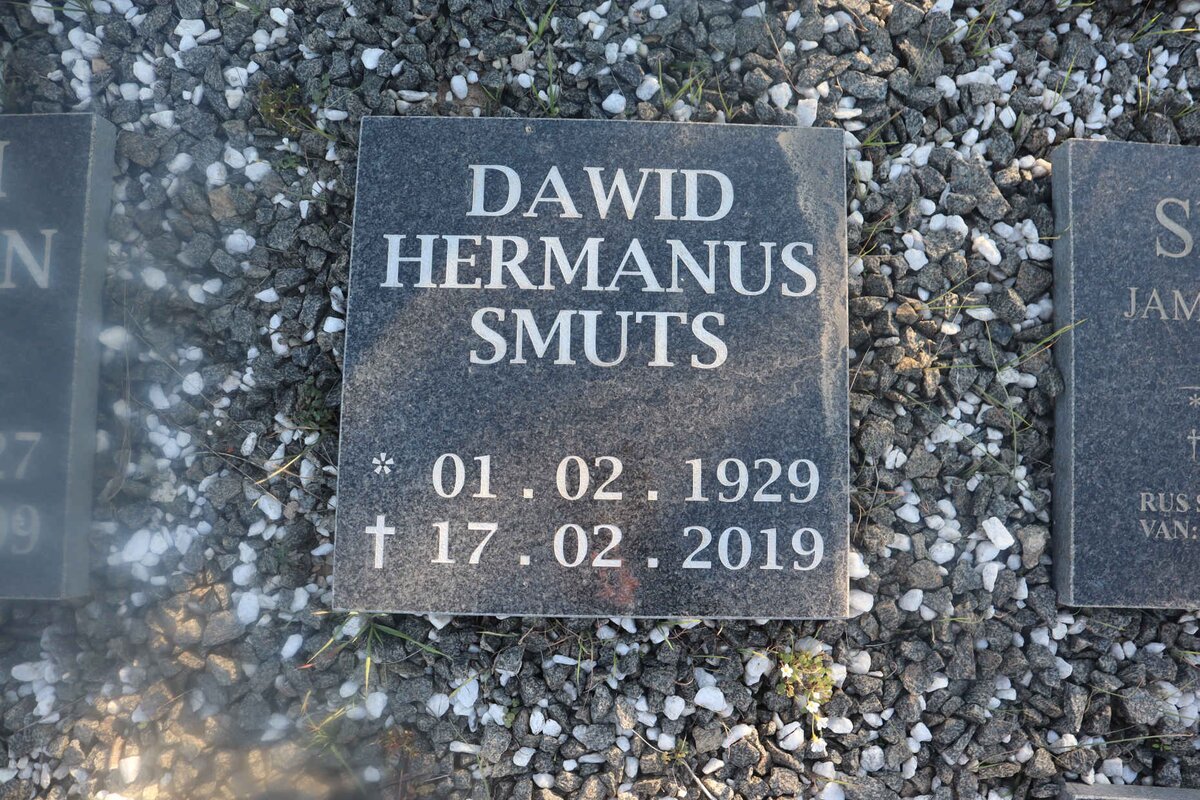 DAWID
HERMANUS
SMUTS
* 01 . 02 . 1929
† 17 . 02 . 2019